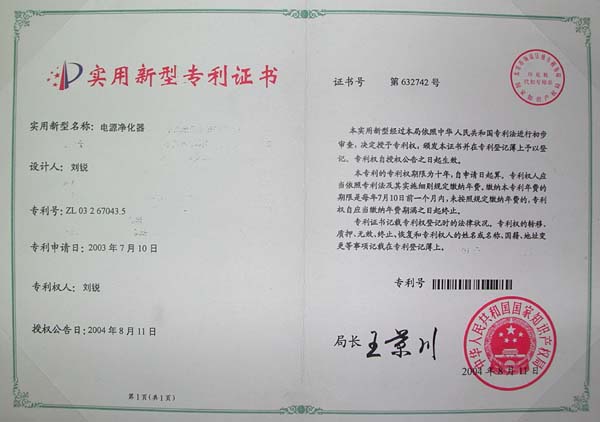 实用新型专利证书
实用新型名称：电源净化器
设计人：刘锐
专利号：ZL 03 2 67043.5
专利申请日：2003年7月10日
专利权人：刘锐
授权公告日：2004年8月11日
第1页(共1页)
证书号 第632742号
本实用新型经过本局依照中华人民共和国专利法进行初步
审查，决定授予专利权，颁发本证书并在专利登记簿上予以登
记。专利权自授权公告之日起生效。
本专利的专利权期限为十年，自申请日起算。专利权人应
当依照专利法及其实施细则规定缴纳年费。缴纳本专利年费的
期限是每年7月10日前一个月内，未按照规定缴纳年费的，专利
权自应当缴纳年费期满之日起终止。
专利证书记载专利权登记时的法律状况。专利权的转移、
质押、无效、终止、恢复和专利权人的姓名或名称、国籍、地址变
更等事项记载在专利登记簿上。
专利号
局长 王景川
中华人民共和国国家知识产权局
2004年8月11日